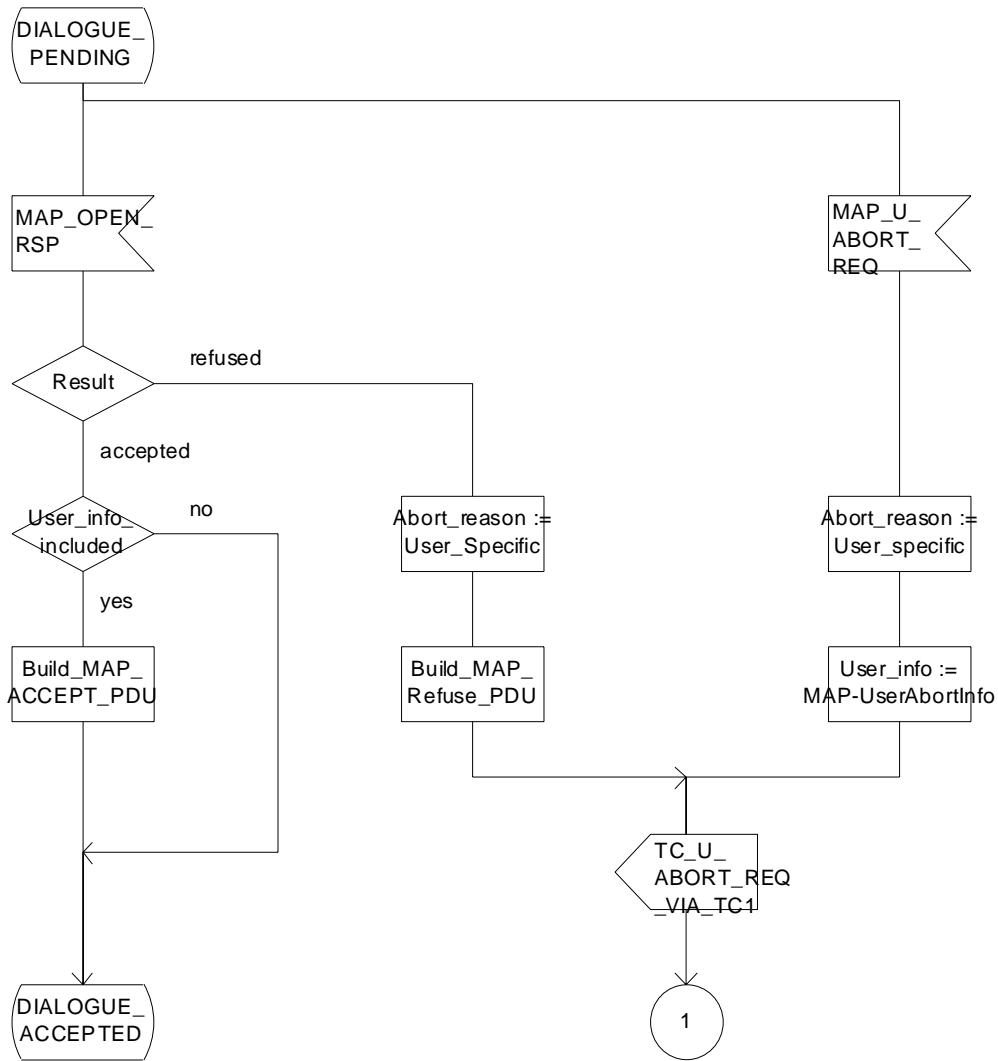 DIALOGUE_
PENDING
MAP_OPEN_
RSP
MAP_U_
ABORT_
REQ
Result
refused
accepted
User_info_
included
no
yes
Abort_reason :=
User_Specific
Abort_reason :=
User_specific
Build_MAP_
ACCEPT_PDU
Build_MAP_
Refuse_PDU
User_info :=
MAP-UserAbortInfo
TC_U_
ABORT_REQ
_VIA_TC1
DIALOGUE_
ACCEPTED
1